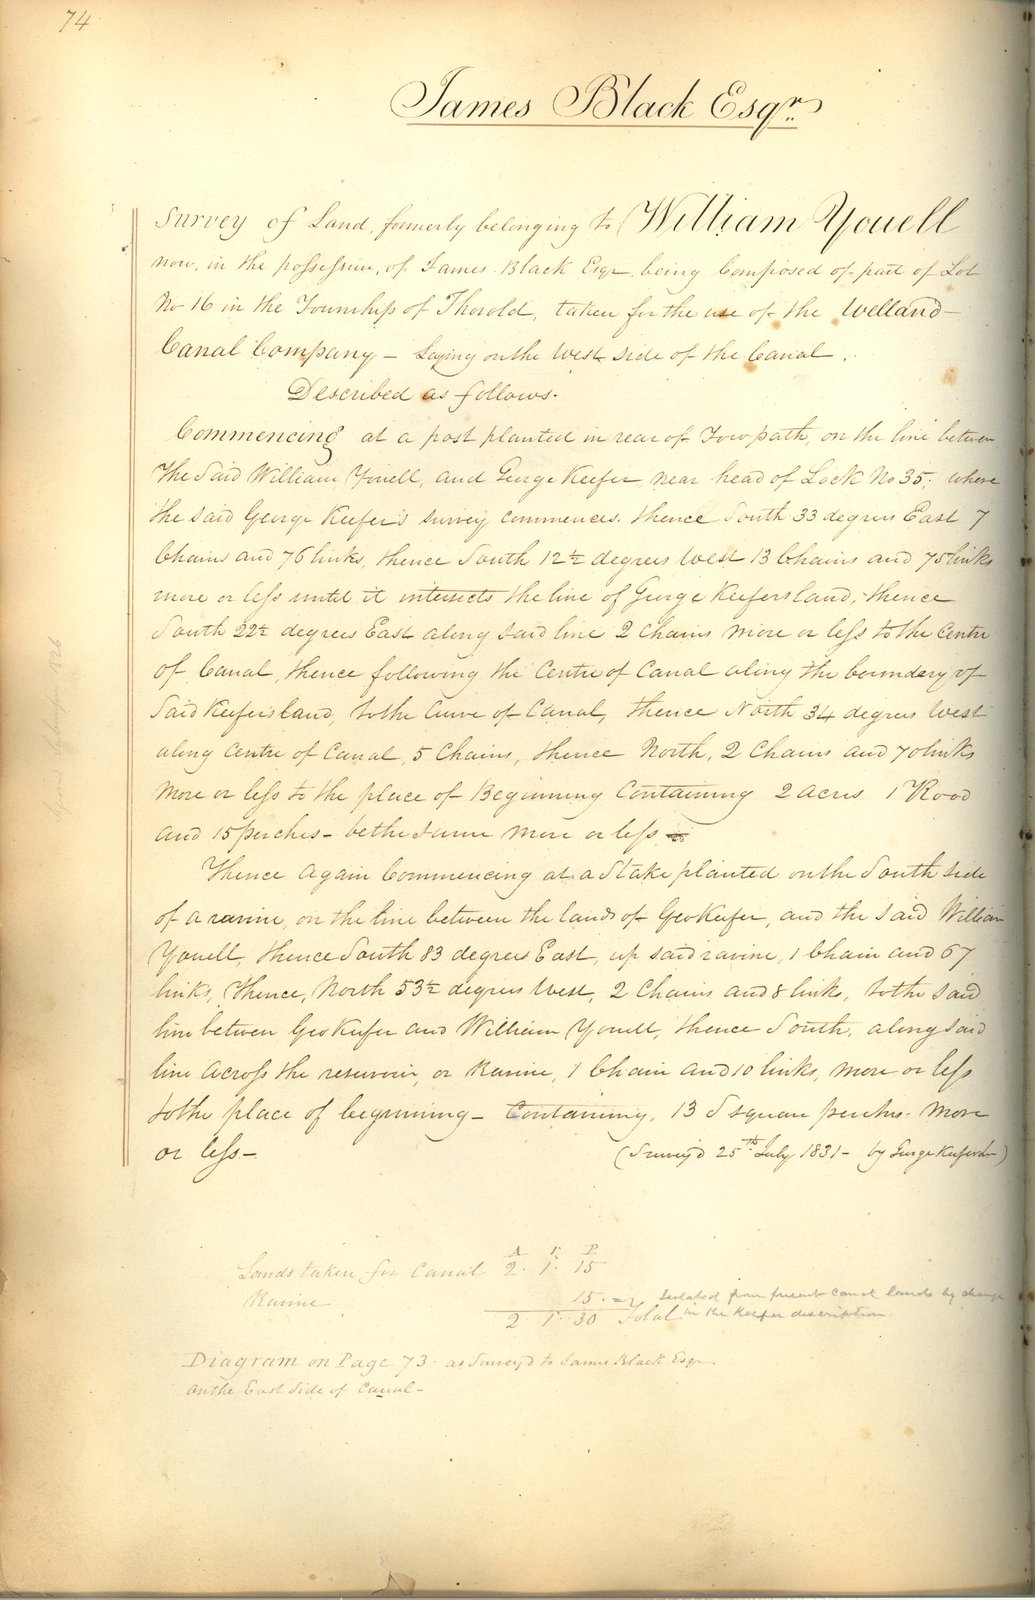 74
James Black Esqr.
Survey of Land, formerly belonging to William Youell
now, in the possession, of James Black Esqr being Composed of part of Lot
No 16 in the Township of Thorold, taken for the use of the Welland
Canal Company – Laying on the West side of the Canal.
Described as follows.
Commencing at a post planted in rear of Tow path, on the line between
the Said William Youell, and George Keefer, near head of Lock No 35, where
the said George Keefer's survey commences. thence South 33 degrees East 7
Chains and 76 links, thence South 12½ degrees West 13 Chains and 75 links
more or less until it intersects the line of George Keefers land, thence
South 22½ degrees East along said line 2 Chains more or less to the Centre
of Canal, thence following the Centre of Canal along the boundary of
Said Keefers land, to the Curve of Canal, thence North 34 degrees West
along Centre of Canal, 5 Chains, thence North, 2 Chains and 70 links
more or less to the place of Beginning Containing 2 acres 1 Rood
and 15 perches – be the same more or less
Thence Again Commencing at a Stake planted on the South side
of a ravine, on the line between the lands of Geo Keefer, and the said William
Youell, thence South 83 degrees East, up said ravine, 1 Chain and 67
links, Thence, North 53½ degrees West, 2 Chains and 8 links, to the said
line between Geo Keefer and William Youell, thence South, along said
line across the reservoir, or Ravine, 1 Chain and 10 links, more or less
to the place of beginning – Containing, 13 Square perches. more
or less –
(Survey'd 25th July 1831 – by George Keefer Jr)
A r. P
Lands taken for Canal 2. 1. 15
Ravine 15.
2 1 30 Total
Isolated from present Canal lands by change
in the Keefer description
Diagram on Page 73. as Survey'd to James Black Esqr
on the East Side of Canal –